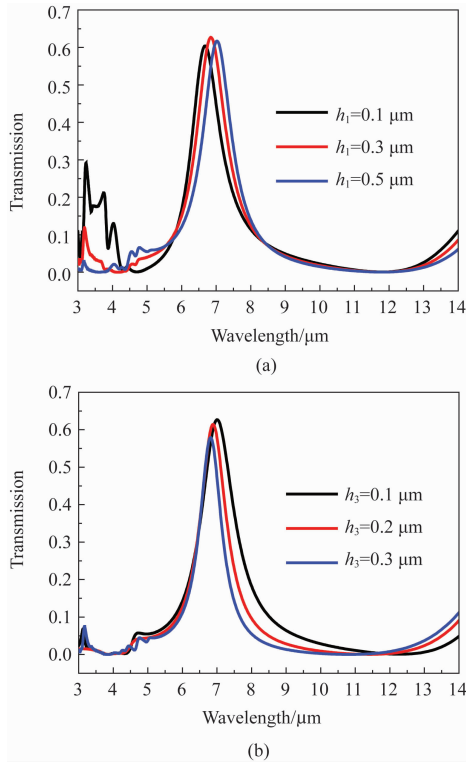 0.7
0.6
0.5
0.4
0.3
0.2
0.1
0.0
Transmission
h₁=0.1 μm
h₁=0.3 μm
h₁=0.5 μm
3 4 5 6 7 8 9 10 11 12 13 14
Wavelength/μm
(a)
0.7
0.6
0.5
0.4
0.3
0.2
0.1
0.0
Transmission
h₃=0.1 μm
h₃=0.2 μm
h₃=0.3 μm
3 4 5 6 7 8 9 10 11 12 13 14
Wavelength/μm
(b)